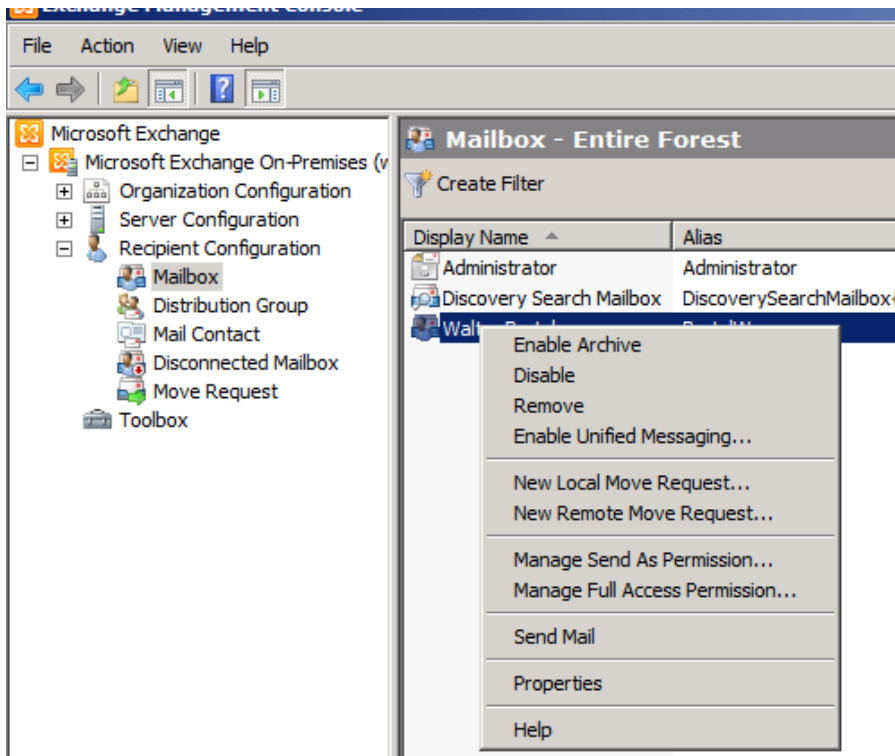 Exchange Management Console
File Action View Help
Microsoft Exchange
Microsoft Exchange On-Premises (w
Organization Configuration
Server Configuration
Recipient Configuration
Mailbox
Distribution Group
Mail Contact
Disconnected Mailbox
Move Request
Toolbox
Mailbox - Entire Forest
Create Filter
Display Name Alias
Administrator Administrator
Discovery Search Mailbox DiscoverySearchMailbox
Enable Archive
Disable
Remove
Enable Unified Messaging...
New Local Move Request...
New Remote Move Request...
Manage Send As Permission...
Manage Full Access Permission...
Send Mail
Properties
Help